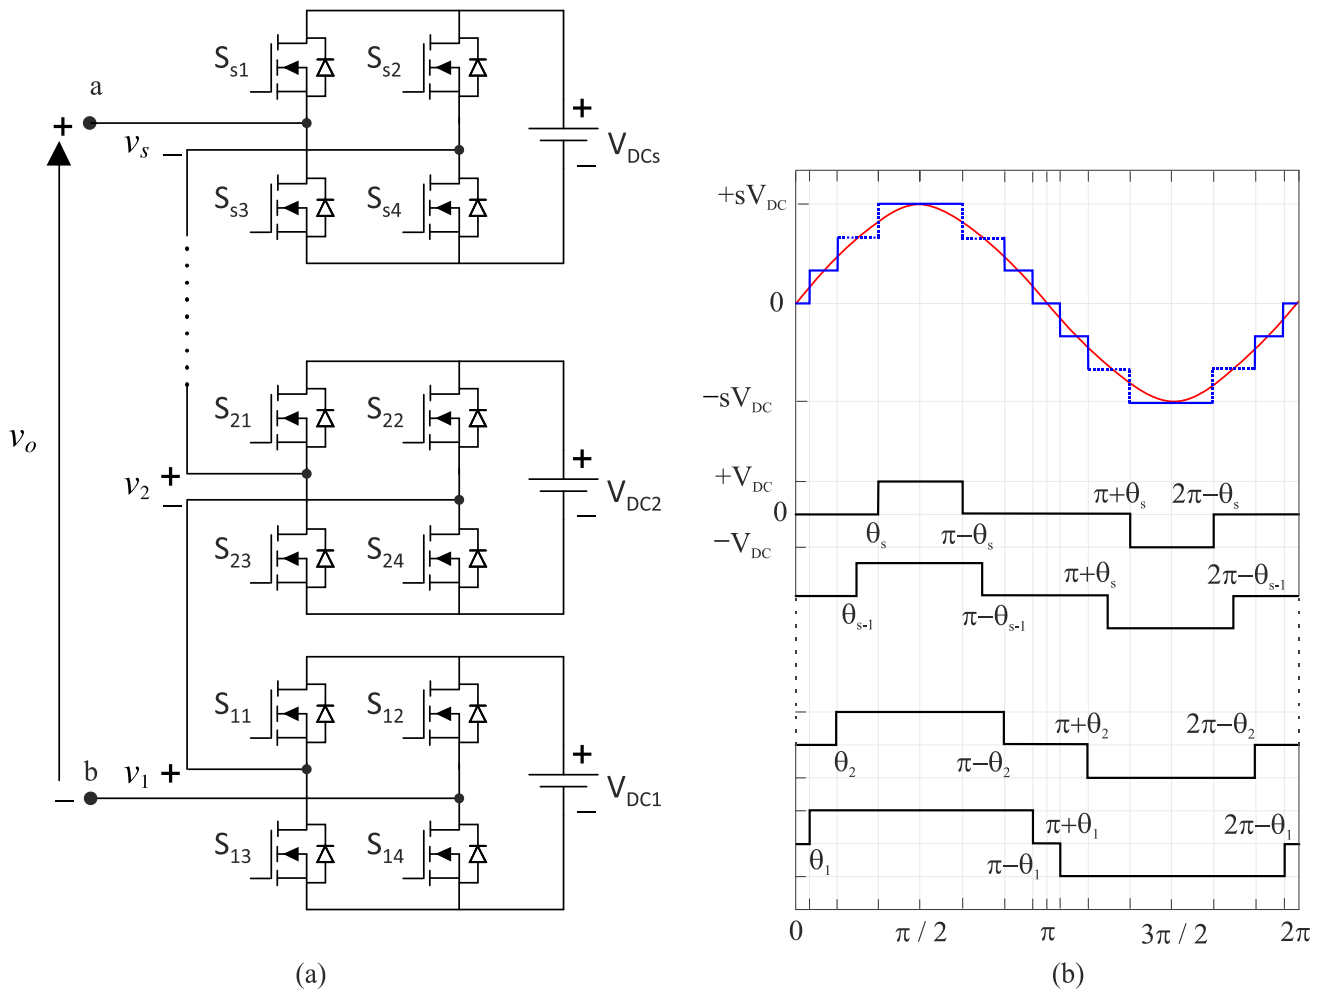 S_s1
S_s2
a
+
+
v_s
−
V_DCs
−
S_s3
S_s4
S_21
S_22
v_o
+
+
v_2
−
V_DC2
−
S_23
S_24
S_11
S_12
b
v_1
+
+
−
V_DC1
−
S_13
S_14
(a)
+sV_DC
0
−sV_DC
+V_DC
0
−V_DC
θ_s
π−θ_s
π+θ_s
2π−θ_s
θ_s-1
π−θ_s-1
π+θ_s
2π−θ_s-1
θ_2
π−θ_2
π+θ_2
2π−θ_2
θ_1
π−θ_1
π+θ_1
2π−θ_1
0
π / 2
π
3π / 2
2π
(b)